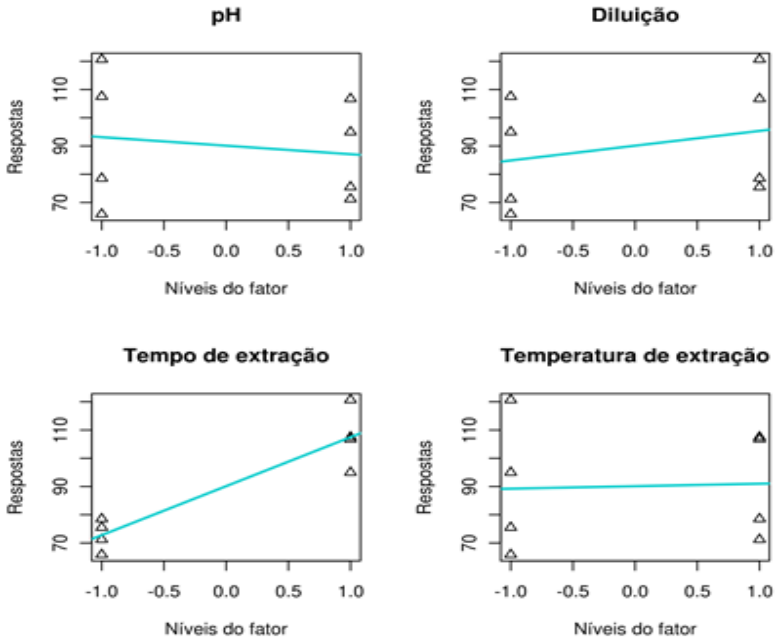 pH
Respostas
70 90 110
-1.0 -0.5 0.0 0.5 1.0
Níveis do fator
Diluição
Respostas
70 90 110
-1.0 -0.5 0.0 0.5 1.0
Níveis do fator
Tempo de extração
Respostas
70 90 110
-1.0 -0.5 0.0 0.5 1.0
Níveis do fator
Temperatura de extração
Respostas
70 90 110
-1.0 -0.5 0.0 0.5 1.0
Níveis do fator